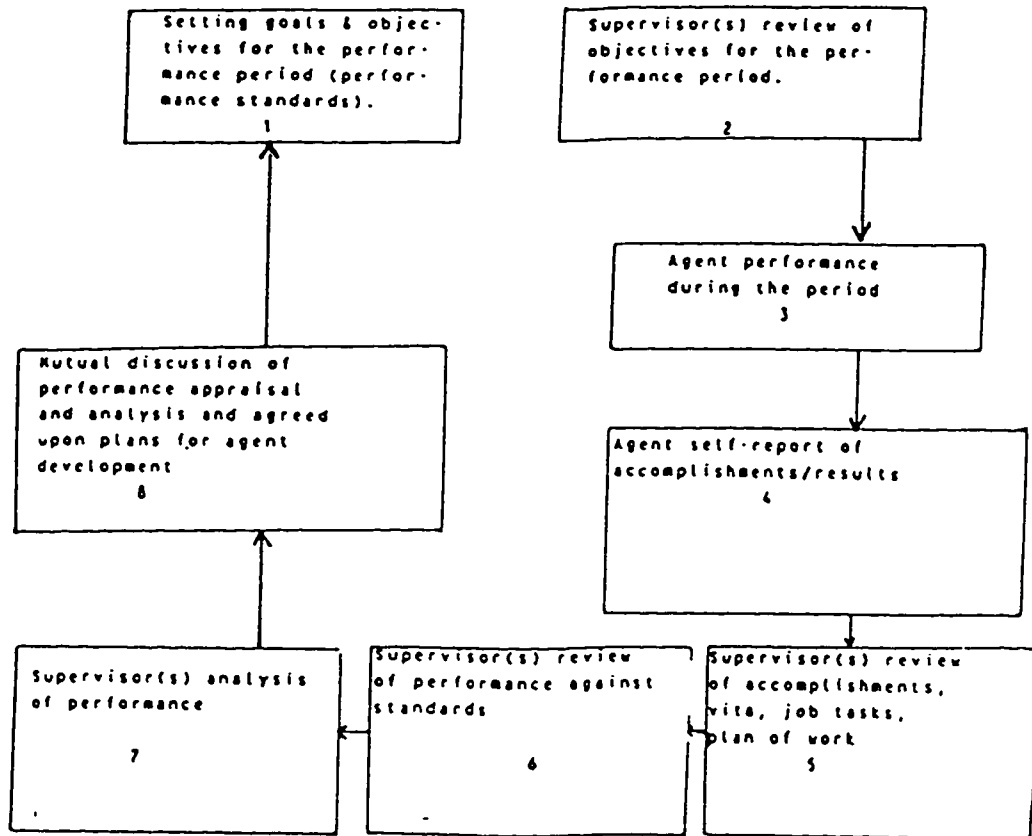 Setting goals & objec-
tives for the perfor-
mance period (perfor-
mance standards).
1
Supervisor(s) review of
objectives for the per-
formance period.
2
Agent performance
during the period
3
Agent self-report of
accomplishments/results
4
Supervisor(s) review
of accomplishments,
vita, job tasks,
plan of work
5
Supervisor(s) review
of performance against
standards
6
Supervisor(s) analysis
of performance
7
Mutual discussion of
performance appraisal
and analysis and agreed
upon plans for agent
development
8